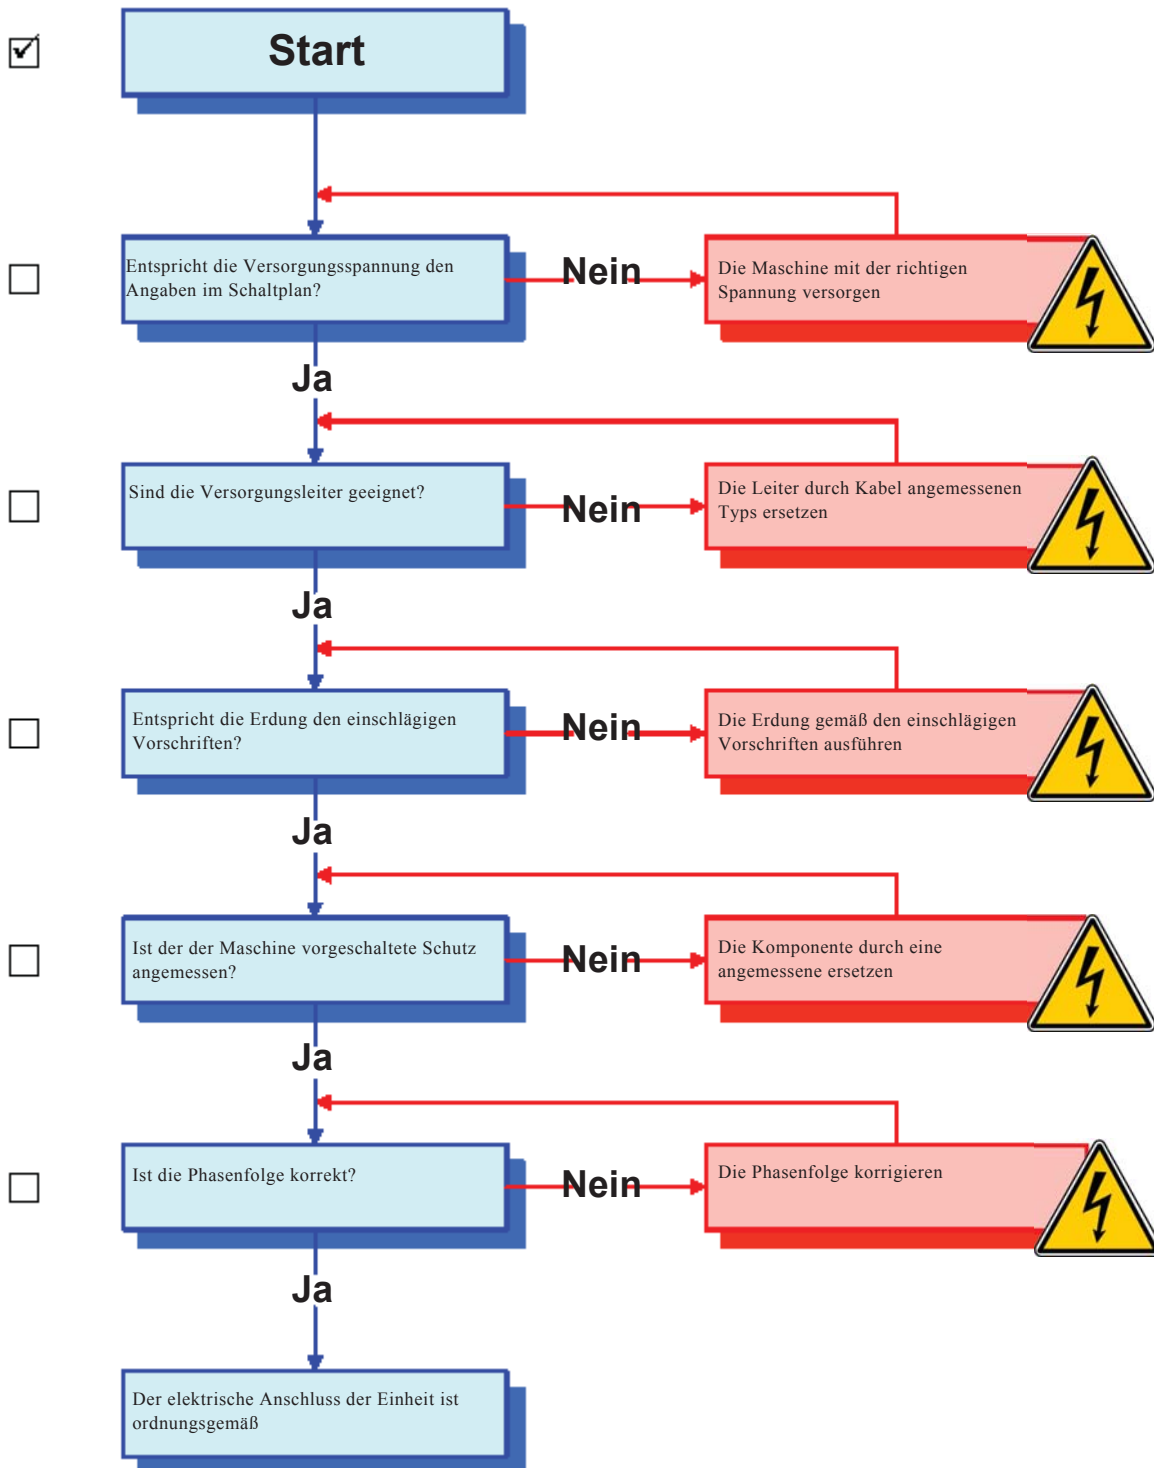 Start
Entspricht die Versorgungsspannung den
Angaben im Schaltplan?
Nein
Die Maschine mit der richtigen
Spannung versorgen
Ja
Sind die Versorgungsleiter geeignet?
Nein
Die Leiter durch Kabel angemessenen
Typs ersetzen
Ja
Entspricht die Erdung den einschlägigen
Vorschriften?
Nein
Die Erdung gemäß den einschlägigen
Vorschriften ausführen
Ja
Ist der der Maschine vorgeschaltete Schutz
angemessen?
Nein
Die Komponente durch eine
angemessene ersetzen
Ja
Ist die Phasenfolge korrekt?
Nein
Die Phasenfolge korrigieren
Ja
Der elektrische Anschluss der Einheit ist
ordnungsgemäß